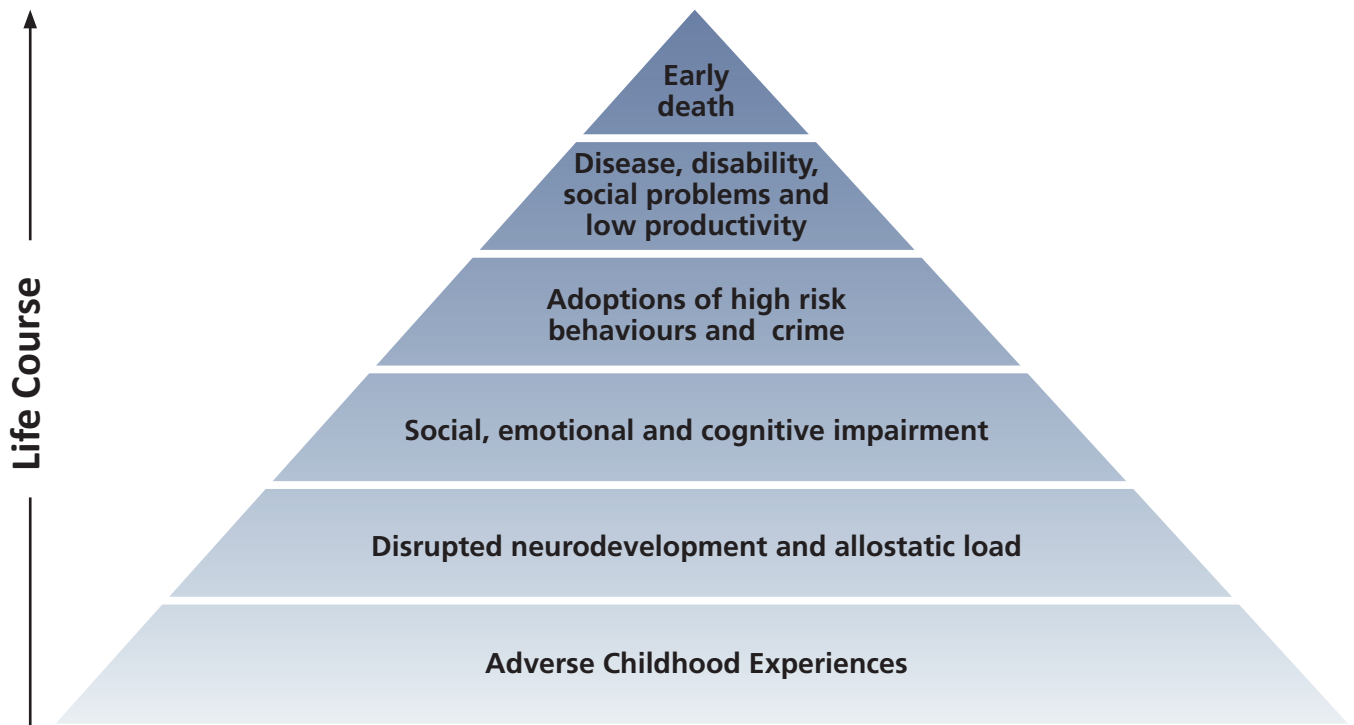 Life Course
Early
death
Disease, disability,
social problems and
low productivity
Adoptions of high risk
behaviours and  crime
Social, emotional and cognitive impairment
Disrupted neurodevelopment and allostatic load
Adverse Childhood Experiences